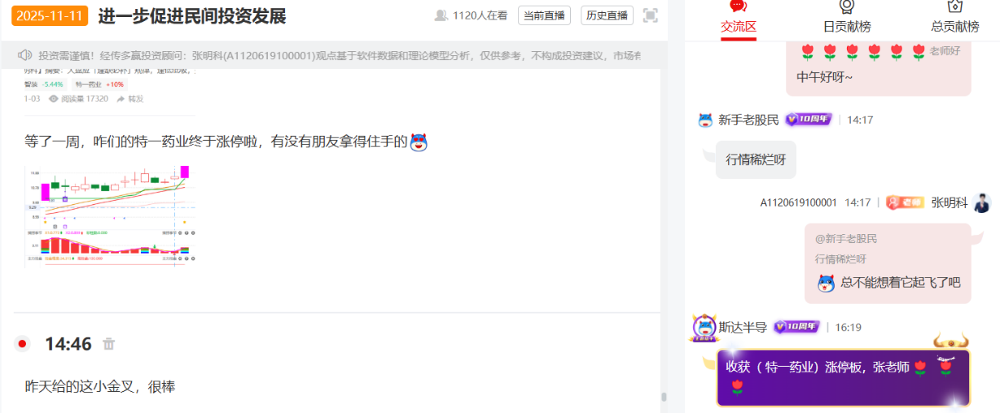 2025-11-11 进一步促进民间投资发展
1120人在看 当前直播 历史直播
投资需谨慎！经传多赢投资顾问：张明科(A1120619100001)观点基于软件数据和理论模型分析，仅供参考，不构成投资建议，市场有
智装 -5.44% 特一药业 +10%
1-03 阅读量 17320 转发
等了一周，咋们的特一药业终于涨停啦，有没有朋友拿得住手的
14:46
昨天给的这小金叉，很棒
交流区 日贡献榜 总贡献榜
老师好
中午好呀~
新手老股民 V 10周年 | 14:17
行情稀烂呀
A1120619100001 14:17 | 老师 张明科
@新手老股民
行情稀烂呀
总不能想着它起飞了吧
斯达半导 V 10周年 | 16:19
收获（ 特一药业）涨停板，张老师